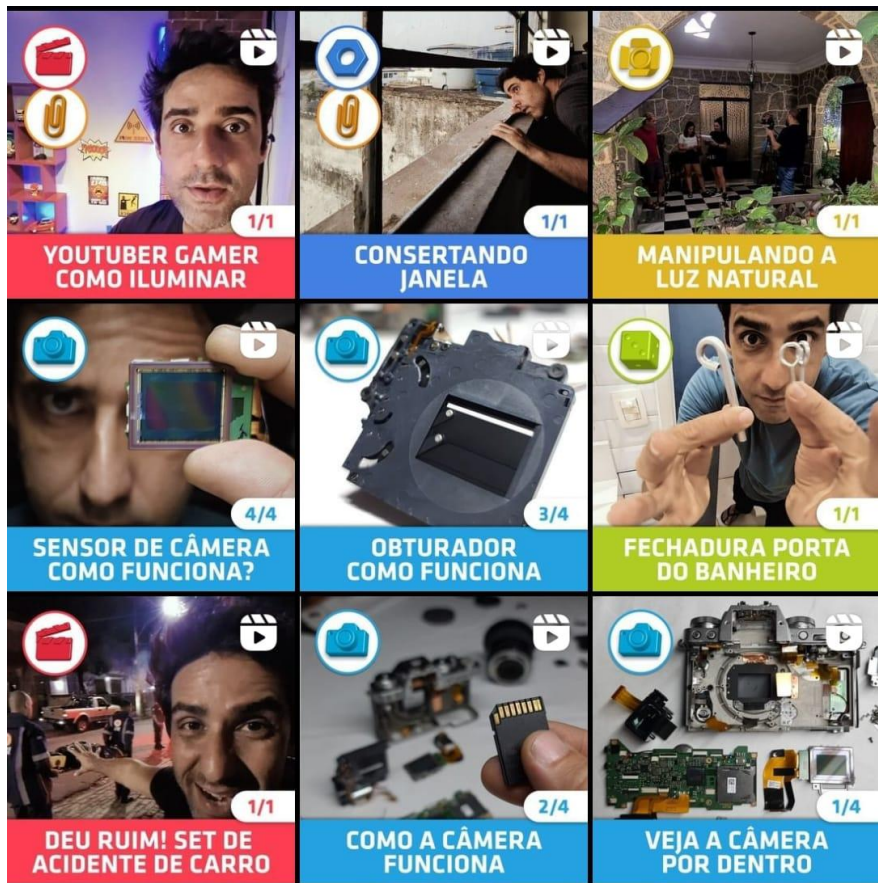 1/1
YOUTUBER GAMER
COMO ILUMINAR
1/1
CONSERTANDO
JANELA
1/1
MANIPULANDO A
LUZ NATURAL
4/4
SENSOR DE CÂMERA
COMO FUNCIONA?
3/4
OBTURADOR
COMO FUNCIONA
1/1
FECHADURA PORTA
DO BANHEIRO
1/1
DEU RUIM! SET DE
ACIDENTE DE CARRO
2/4
COMO A CÂMERA
FUNCIONA
1/4
VEJA A CÂMERA
POR DENTRO